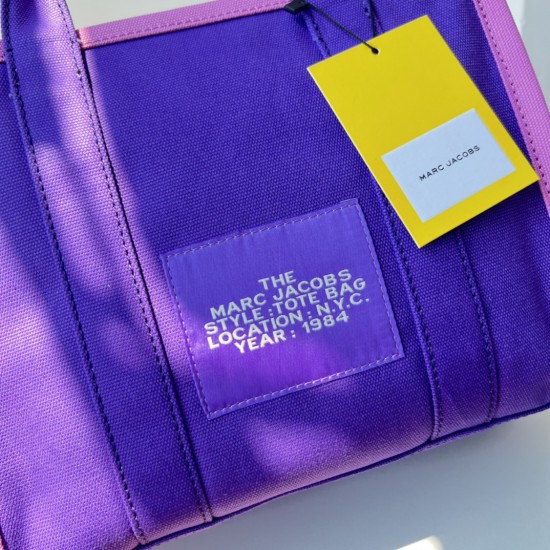 MARC JACOBS
THE
MARC JACOBS
STYLE : TOTE BAG
LOCATION : N.Y.C.
YEAR : 1984